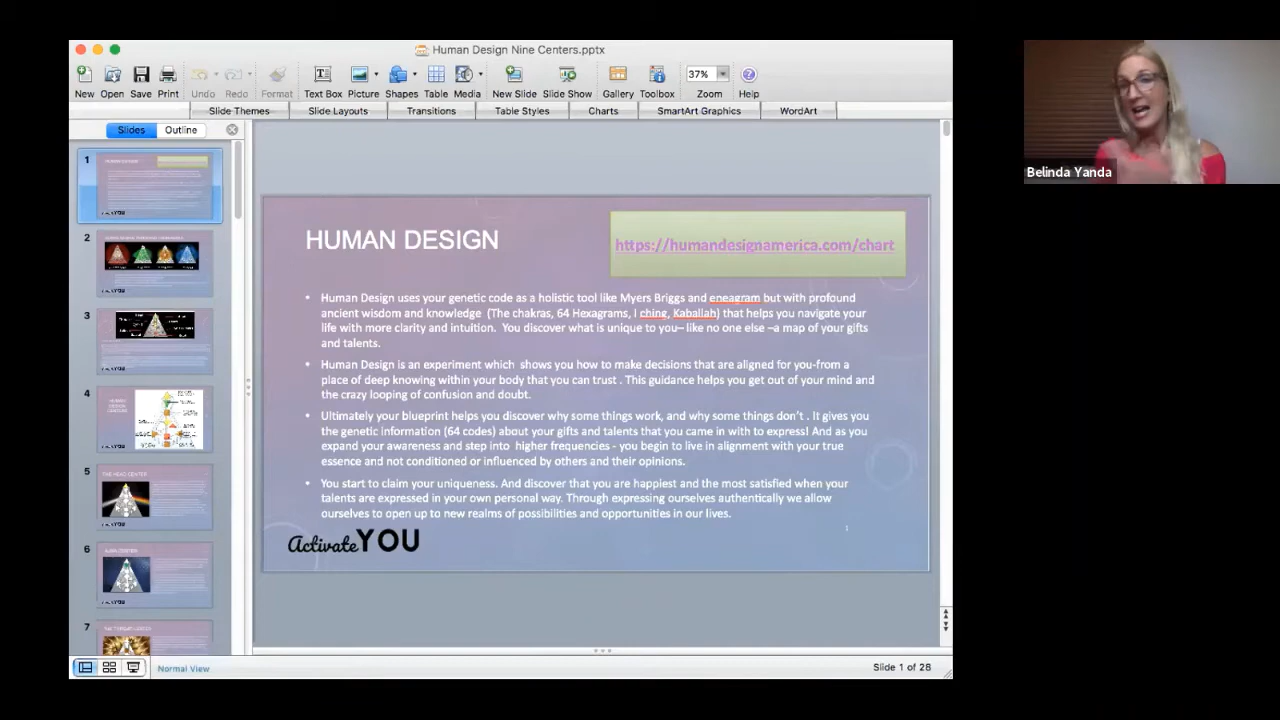 Human Design Nine Centers.pptx
New Open Save Print Undo Redo Format Text Box Picture Shapes Table Media New Slide Slide Show Gallery Toolbox 37% Zoom Help
Slide Themes Slide Layouts Transitions Table Styles Charts SmartArt Graphics WordArt
Slides Outline
1
2
3
4
5
6
7
HUMAN DESIGN
https://humandesignamerica.com/chart
• Human Design uses your genetic code as a holistic tool like Myers Briggs and eneagram but with profound
ancient wisdom and knowledge (The chakras, 64 Hexagrams, I ching, Kaballah) that helps you navigate your
life with more clarity and intuition. You discover what is unique to you– like no one else –a map of your gifts
and talents.
• Human Design is an experiment which shows you how to make decisions that are aligned for you-from a
place of deep knowing within your body that you can trust . This guidance helps you get out of your mind and
the crazy looping of confusion and doubt.
• Ultimately your blueprint helps you discover why some things work, and why some things don't . It gives you
the genetic information (64 codes) about your gifts and talents that you came in with to express! And as you
expand your awareness and step into higher frequencies - you begin to live in alignment with your true
essence and not conditioned or influenced by others and their opinions.
• You start to claim your uniqueness. And discover that you are happiest and the most satisfied when your
talents are expressed in your own personal way. Through expressing ourselves authentically we allow
ourselves to open up to new realms of possibilities and opportunities in our lives.
Activate YOU
Normal View
Slide 1 of 28
Belinda Yanda